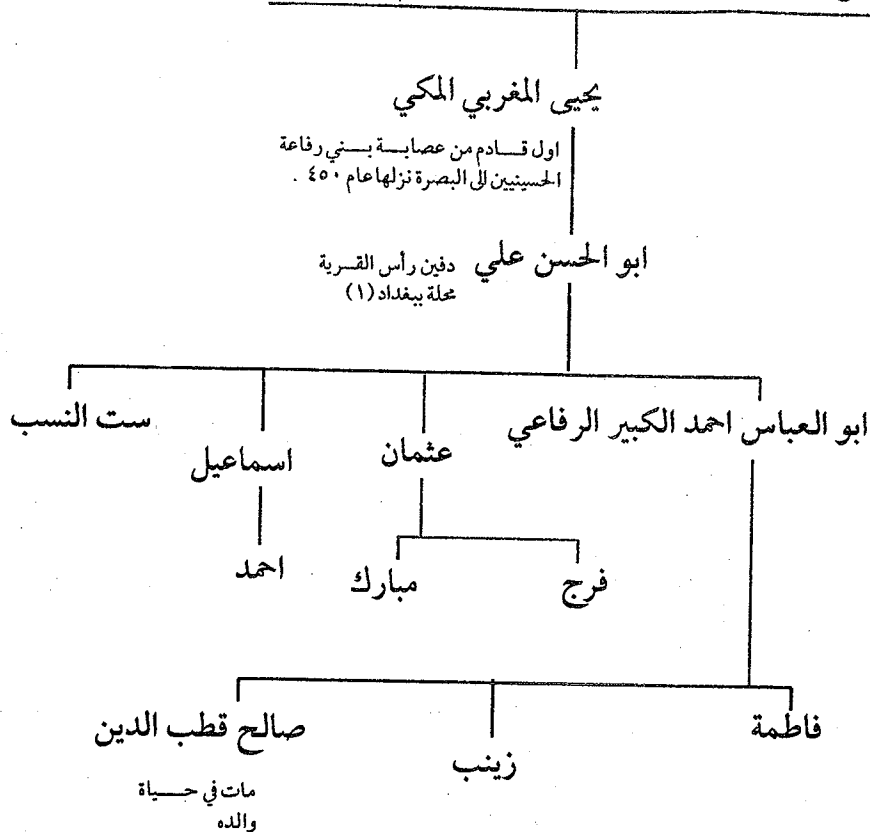 يحيى المغربي المكي
اول قادم من عصابة بني رفاعة
الحسينيين الى البصرة نزلها عام ٤٥٠ .
ابو الحسن علي
دفين رأس القرية
محلة ببغداد (١)
ابو العباس احمد الكبير الرفاعي
عثمان
اسماعيل
ست النسب
فرج
مبارك
احمد
فاطمة
زينب
صالح قطب الدين
مات في حياة
والده